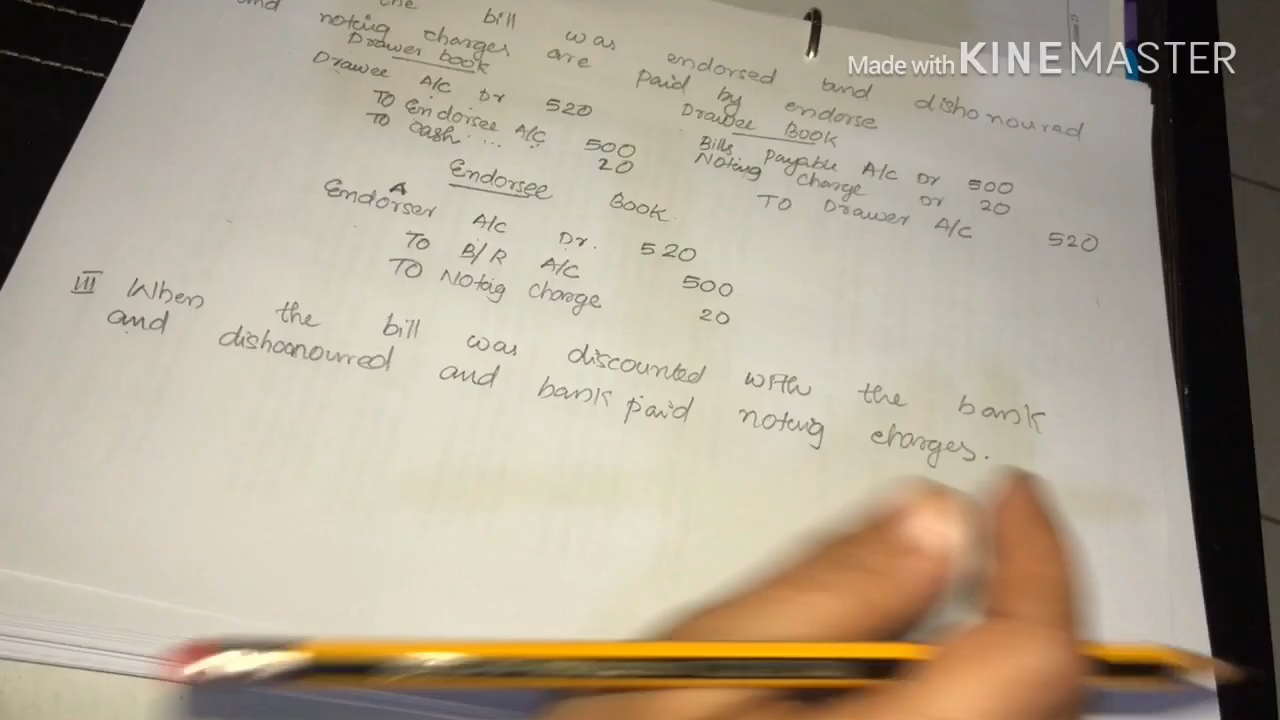 Made with KINEMASTER
and the bill was endorsed and dishonoured
noting charges are paid by endorse
Drawer book
Drawee A/C Dr 520
To Endorsee A/C 500
To cash.... 20
Drawee Book
Bills Payable A/C Dr 500
Noting Charge Dr 20
TO Drawer A/C 520
Endorsee Book
Endorser A/C Dr. 520
To B/R A/C 500
TO Noting charge 20
III When the bill was discounted with the bank
and dishonoured and bank paid noting charges.